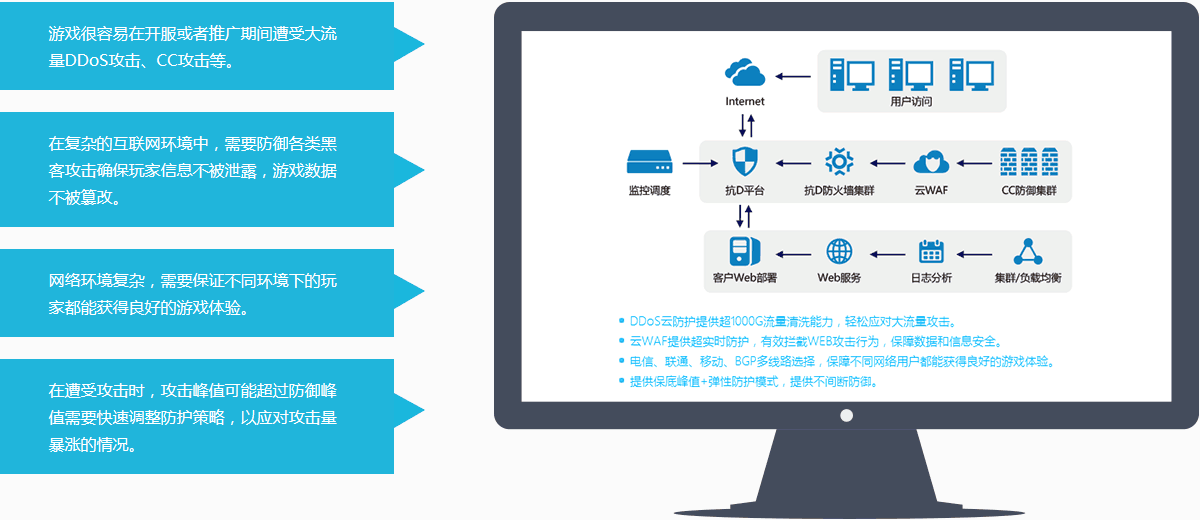 游戏很容易在开服或者推广期间遭受大流
量DDoS攻击、CC攻击等。
在复杂的互联网环境中，需要防御各类黑
客攻击确保玩家信息不被泄露，游戏数据
不被篡改。
网络环境复杂，需要保证不同环境下的玩
家都能获得良好的游戏体验。
在遭受攻击时，攻击峰值可能超过防御峰
值需要快速调整防护策略，以应对攻击量
暴涨的情况。
Internet
用户访问
监控调度
抗D平台
抗D防火墙集群
云WAF
CC防御集群
客户Web部署
Web服务
日志分析
集群/负载均衡
DDoS云防护提供超1000G流量清洗能力，轻松应对大流量攻击。
云WAF提供超实时防护，有效拦截WEB攻击行为，保障数据和信息安全。
电信、联通、移动、BGP多线路选择，保障不同网络用户都能获得良好的游戏体验。
提供保底峰值+弹性防护模式，提供不间断防御。